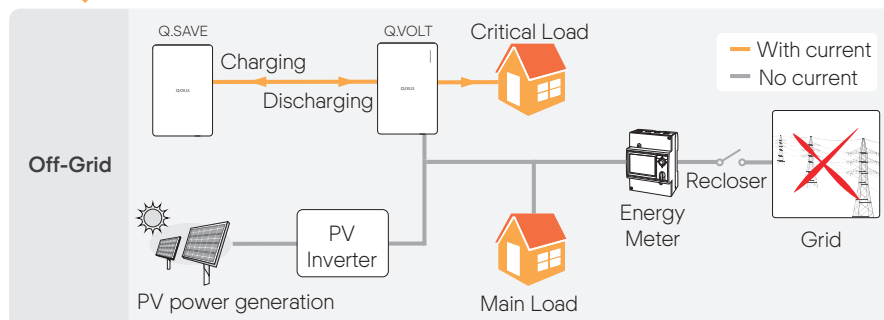 Off-Grid
Q.SAVE
Q.VOLT
Critical Load
Charging
Discharging
With current
No current
Recloser
Energy
Meter
Grid
PV
Inverter
PV power generation
Main Load